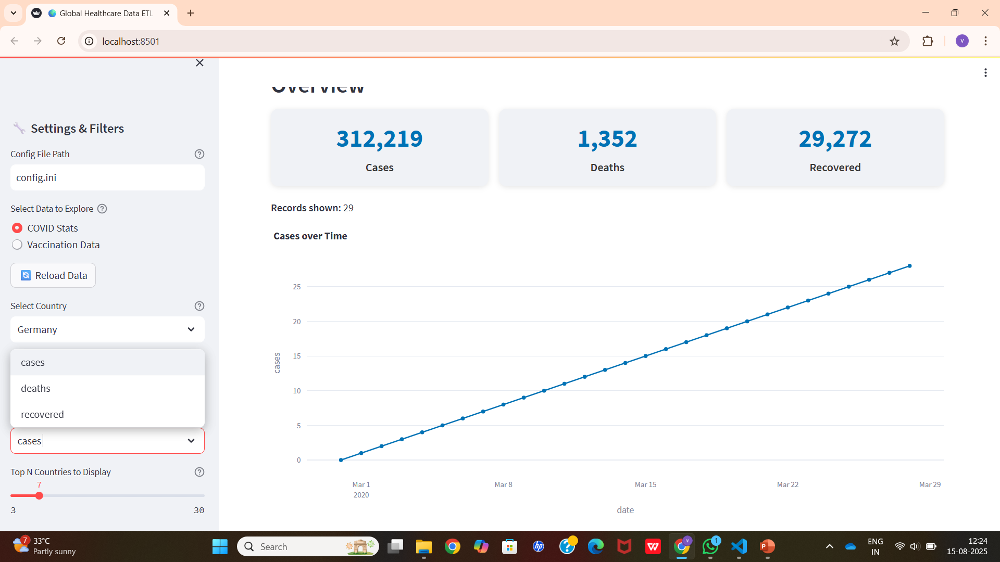 Global Healthcare Data ETL
localhost:8501
V
Settings & Filters
Config File Path
config.ini
Select Data to Explore
COVID Stats
Vaccination Data
Reload Data
Select Country
Germany
cases
deaths
recovered
cases
Top N Countries to Display
7
3 30
Overview
312,219
Cases
1,352
Deaths
29,272
Recovered
Records shown: 29
Cases over Time
25
20
15
10
5
0
cases
Mar 1 Mar 8 Mar 15 Mar 22 Mar 29
2020
date
7
33°C
Partly sunny
Search
hp
W
V
1
P
ENG
IN
12:24
15-08-2025